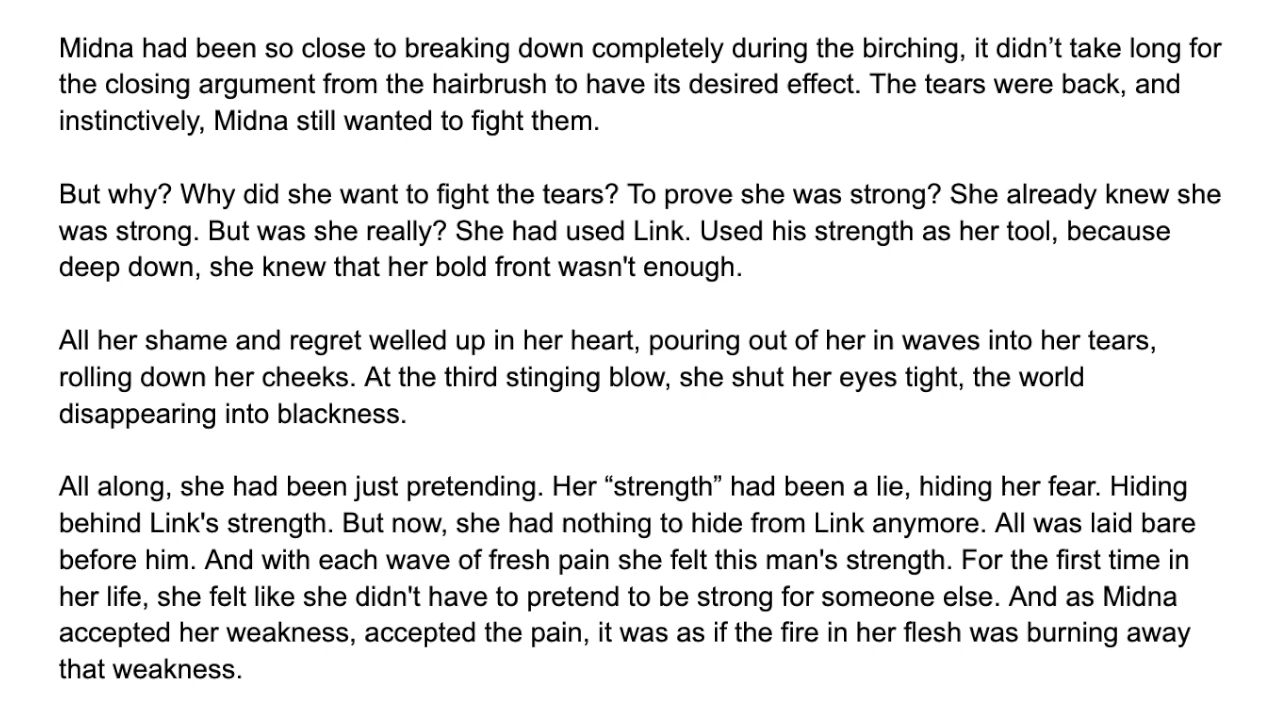 Midna had been so close to breaking down completely during the birching, it didn’t take long for
the closing argument from the hairbrush to have its desired effect. The tears were back, and
instinctively, Midna still wanted to fight them.
But why? Why did she want to fight the tears? To prove she was strong? She already knew she
was strong. But was she really? She had used Link. Used his strength as her tool, because
deep down, she knew that her bold front wasn't enough.
All her shame and regret welled up in her heart, pouring out of her in waves into her tears,
rolling down her cheeks. At the third stinging blow, she shut her eyes tight, the world
disappearing into blackness.
All along, she had been just pretending. Her “strength” had been a lie, hiding her fear. Hiding
behind Link's strength. But now, she had nothing to hide from Link anymore. All was laid bare
before him. And with each wave of fresh pain she felt this man's strength. For the first time in
her life, she felt like she didn't have to pretend to be strong for someone else. And as Midna
accepted her weakness, accepted the pain, it was as if the fire in her flesh was burning away
that weakness.